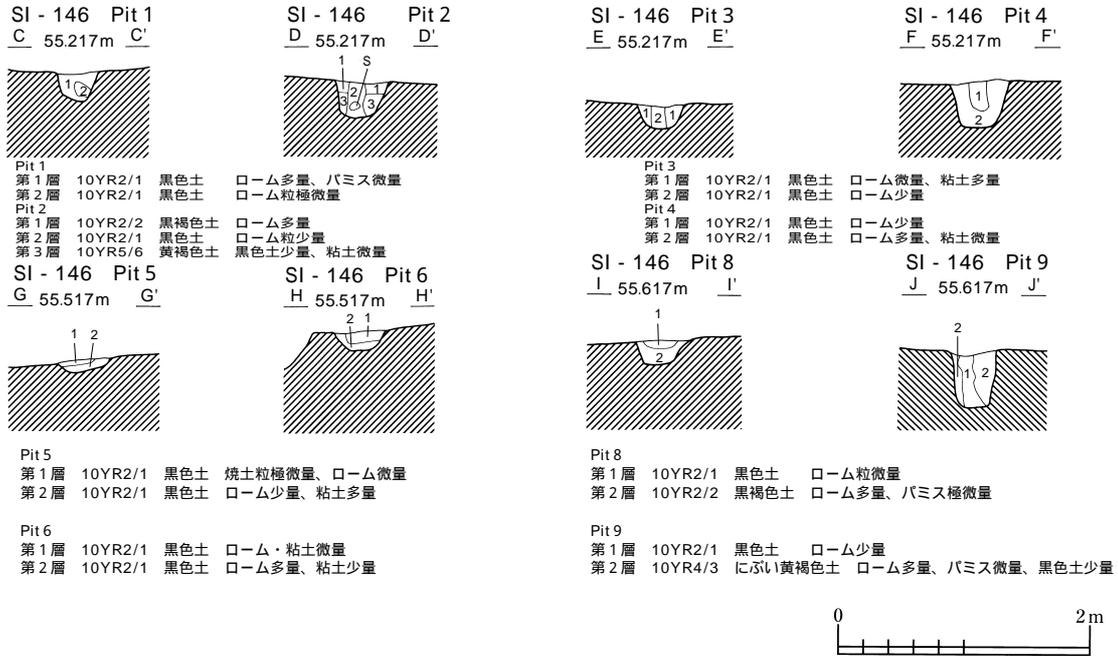 SI - 146 Pit 1
C 55.217m C'
1 2
SI - 146 Pit 2
D 55.217m D'
1 S
2 1
3 3
SI - 146 Pit 3
E 55.217m E'
1 2 1
SI - 146 Pit 4
F 55.217m F'
1
2
Pit 1
第1層 10YR2/1 黒色土 ローム多量、パミス微量
第2層 10YR2/1 黒色土 ローム粒極微量
Pit 2
第1層 10YR2/2 黒褐色土 ローム多量
第2層 10YR2/1 黒色土 ローム粒少量
第3層 10YR5/6 黄褐色土 黒色土少量、粘土微量
Pit 3
第1層 10YR2/1 黒色土 ローム微量、粘土多量
第2層 10YR2/1 黒色土 ローム少量
Pit 4
第1層 10YR2/1 黒色土 ローム少量
第2層 10YR2/1 黒色土 ローム多量、粘土微量
SI - 146 Pit 5
G 55.517m G'
1 2
SI - 146 Pit 6
H 55.517m H'
2 1
SI - 146 Pit 8
I 55.617m I'
1
2
SI - 146 Pit 9
J 55.617m J'
2
1 2
Pit 5
第1層 10YR2/1 黒色土 焼土粒極微量、ローム微量
第2層 10YR2/1 黒色土 ローム少量、粘土多量
Pit 6
第1層 10YR2/1 黒色土 ローム・粘土微量
第2層 10YR2/1 黒色土 ローム多量、粘土少量
Pit 8
第1層 10YR2/1 黒色土 ローム粒微量
第2層 10YR2/2 黒褐色土 ローム多量、パミス極微量
Pit 9
第1層 10YR2/1 黒色土 ローム少量
第2層 10YR4/3 にぶい黄褐色土 ローム多量、パミス微量、黒色土少量
0 2m